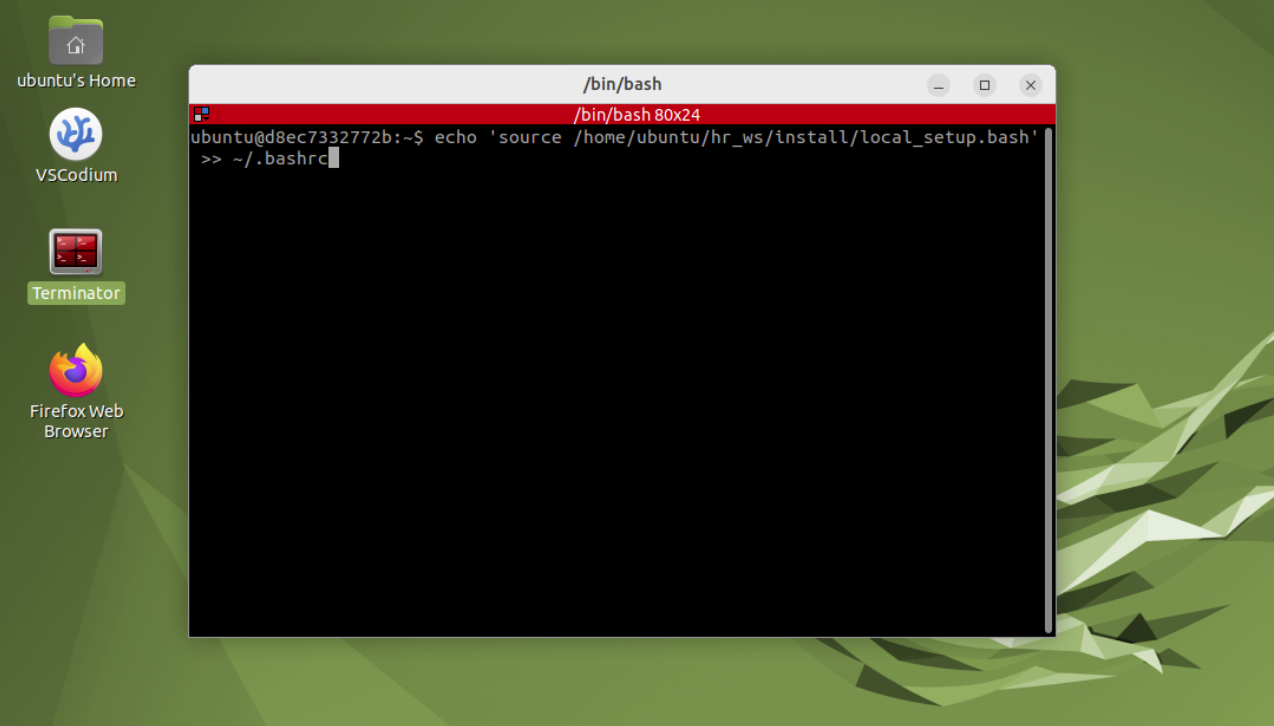 ubuntu's Home
VSCodium
Terminator
Firefox Web
Browser
/bin/bash
/bin/bash 80x24
ubuntu@d8ec7332772b:~$ echo 'source /home/ubuntu/hr_ws/install/local_setup.bash'
 >> ~/.bashrc